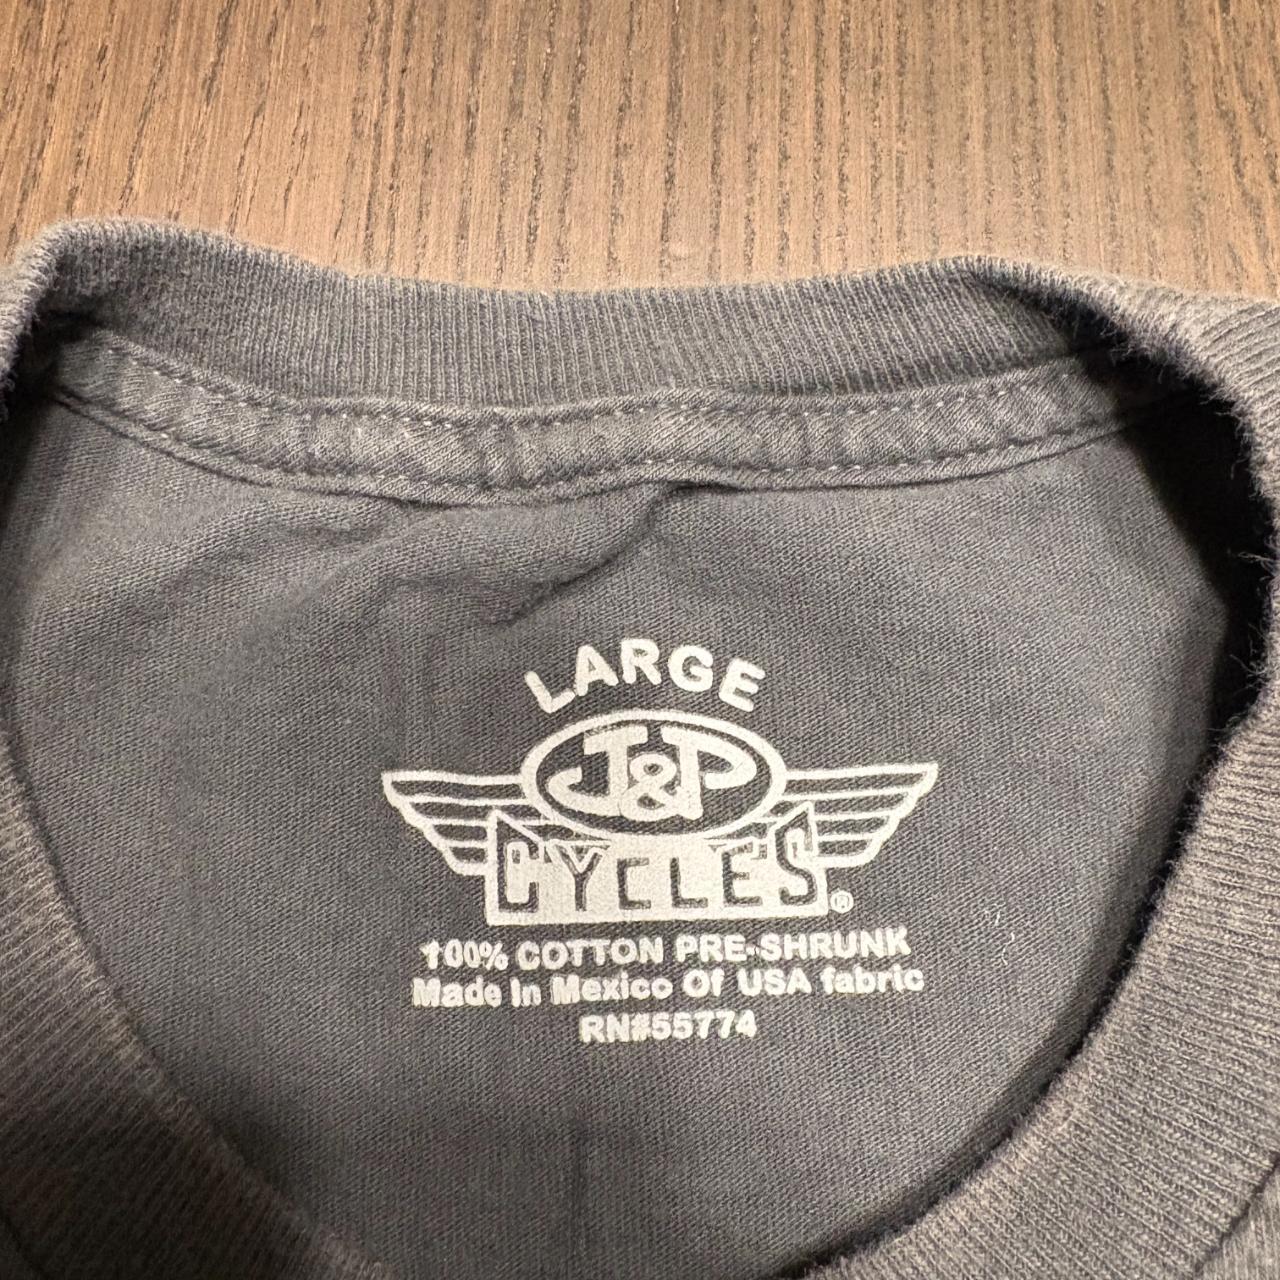 LARGE
J&P
CYCLES®
100% COTTON PRE-SHRUNK
Made In Mexico Of USA fabric
RN#55774